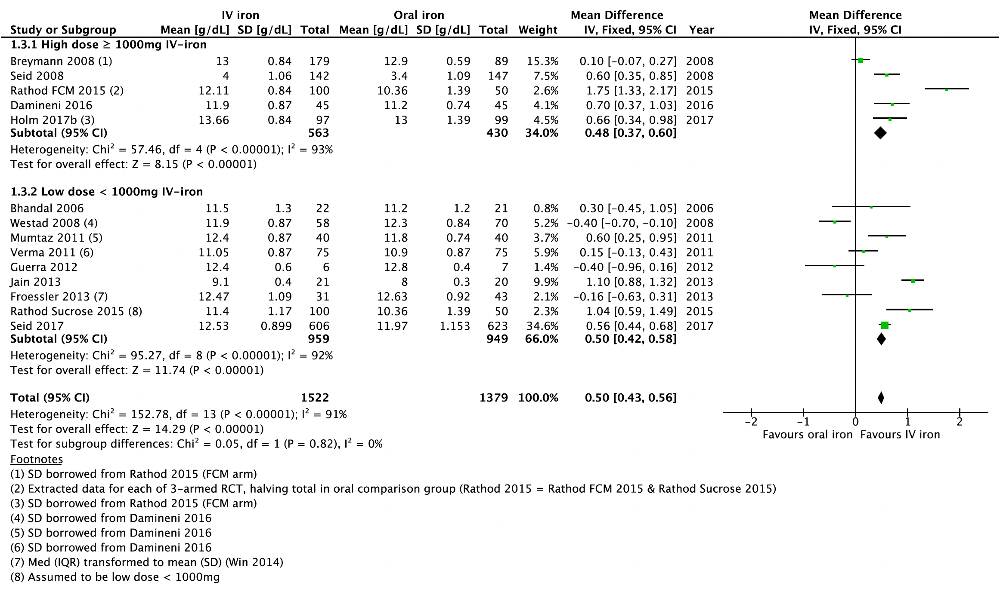 IV iron Oral iron Mean Difference Mean Difference
Study or Subgroup Mean [g/dL] SD [g/dL] Total Mean [g/dL] SD [g/dL] Total Weight IV, Fixed, 95% CI Year IV, Fixed, 95% CI
1.3.1 High dose ≥ 1000mg IV-iron
Breymann 2008 (1) 13 0.84 179 12.9 0.59 89 15.3% 0.10 [-0.07, 0.27] 2008
Seid 2008 4 1.06 142 3.4 1.09 147 7.5% 0.60 [0.35, 0.85] 2008
Rathod FCM 2015 (2) 12.11 0.84 100 10.36 1.39 50 2.6% 1.75 [1.33, 2.17] 2015
Damineni 2016 11.9 0.87 45 11.2 0.74 45 4.1% 0.70 [0.37, 1.03] 2016
Holm 2017b (3) 13.66 0.84 97 13 1.39 99 4.5% 0.66 [0.34, 0.98] 2017
Subtotal (95% CI) 563 430 34.0% 0.48 [0.37, 0.60]
Heterogeneity: Chi² = 57.46, df = 4 (P < 0.00001); I² = 93%
Test for overall effect: Z = 8.15 (P < 0.00001)
1.3.2 Low dose < 1000mg IV-iron
Bhandal 2006 11.5 1.3 22 11.2 1.2 21 0.8% 0.30 [-0.45, 1.05] 2006
Westad 2008 (4) 11.9 0.87 58 12.3 0.84 70 5.2% -0.40 [-0.70, -0.10] 2008
Mumtaz 2011 (5) 12.4 0.87 40 11.8 0.74 40 3.7% 0.60 [0.25, 0.95] 2011
Verma 2011 (6) 11.05 0.87 75 10.9 0.87 75 5.9% 0.15 [-0.13, 0.43] 2011
Guerra 2012 12.4 0.6 6 12.8 0.4 7 1.4% -0.40 [-0.96, 0.16] 2012
Jain 2013 9.1 0.4 21 8 0.3 20 9.9% 1.10 [0.88, 1.32] 2013
Froessler 2013 (7) 12.47 1.09 31 12.63 0.92 43 2.1% -0.16 [-0.63, 0.31] 2013
Rathod Sucrose 2015 (8) 11.4 1.17 100 10.36 1.39 50 2.3% 1.04 [0.59, 1.49] 2015
Seid 2017 12.53 0.899 606 11.97 1.153 623 34.6% 0.56 [0.44, 0.68] 2017
Subtotal (95% CI) 959 949 66.0% 0.50 [0.42, 0.58]
Heterogeneity: Chi² = 95.27, df = 8 (P < 0.00001); I² = 92%
Test for overall effect: Z = 11.74 (P < 0.00001)
Total (95% CI) 1522 1379 100.0% 0.50 [0.43, 0.56]
Heterogeneity: Chi² = 152.78, df = 13 (P < 0.00001); I² = 91%
Test for overall effect: Z = 14.29 (P < 0.00001)
Test for subgroup differences: Chi² = 0.05, df = 1 (P = 0.82), I² = 0%
-2 -1 0 1 2
Favours oral iron Favours IV iron
Footnotes
(1) SD borrowed from Rathod 2015 (FCM arm)
(2) Extracted data for each of 3-armed RCT, halving total in oral comparison group (Rathod 2015 = Rathod FCM 2015 & Rathod Sucrose 2015)
(3) SD borrowed from Rathod 2015 (FCM arm)
(4) SD borrowed from Damineni 2016
(5) SD borrowed from Damineni 2016
(6) SD borrowed from Damineni 2016
(7) Med (IQR) transformed to mean (SD) (Win 2014)
(8) Assumed to be low dose < 1000mg